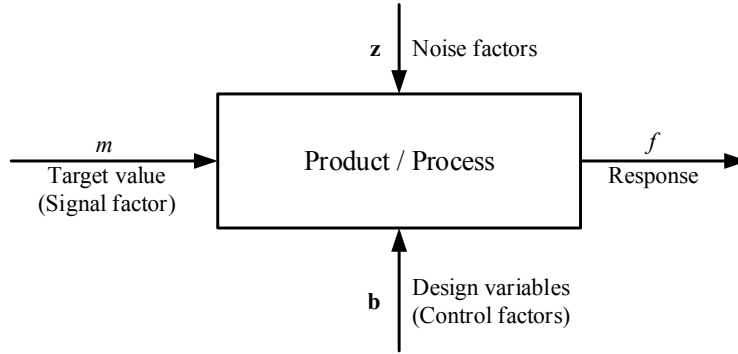 z Noise factors
m
Target value
(Signal factor)
Product / Process
f
Response
b
Design variables
(Control factors)